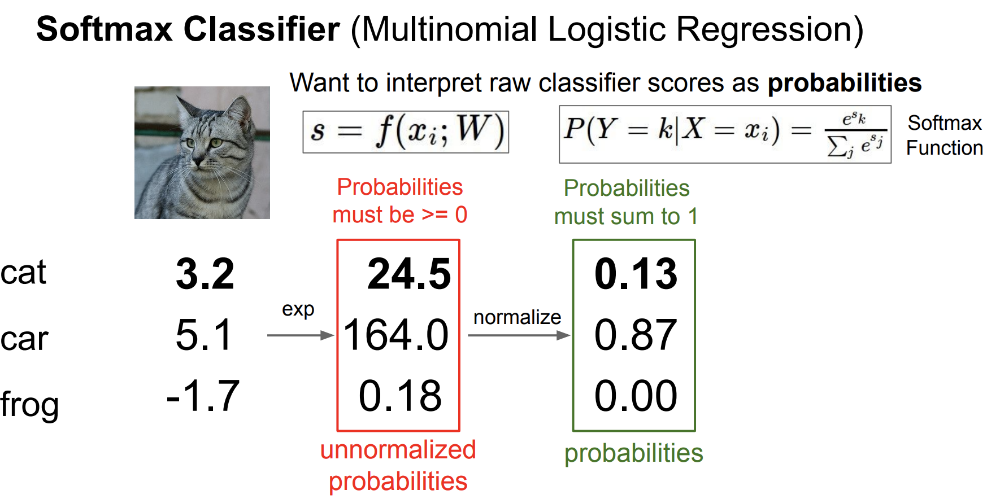 Softmax Classifier (Multinomial Logistic Regression)
Want to interpret raw classifier scores as probabilities
s = f(x_i; W)
P(Y = k|X = x_i) = e^{s_k} / ∑_j e^{s_j}
Softmax
Function
Probabilities
must be >= 0
Probabilities
must sum to 1
cat 3.2 24.5 0.13
exp
normalize
car 5.1 164.0 0.87
frog -1.7 0.18 0.00
unnormalized
probabilities
probabilities